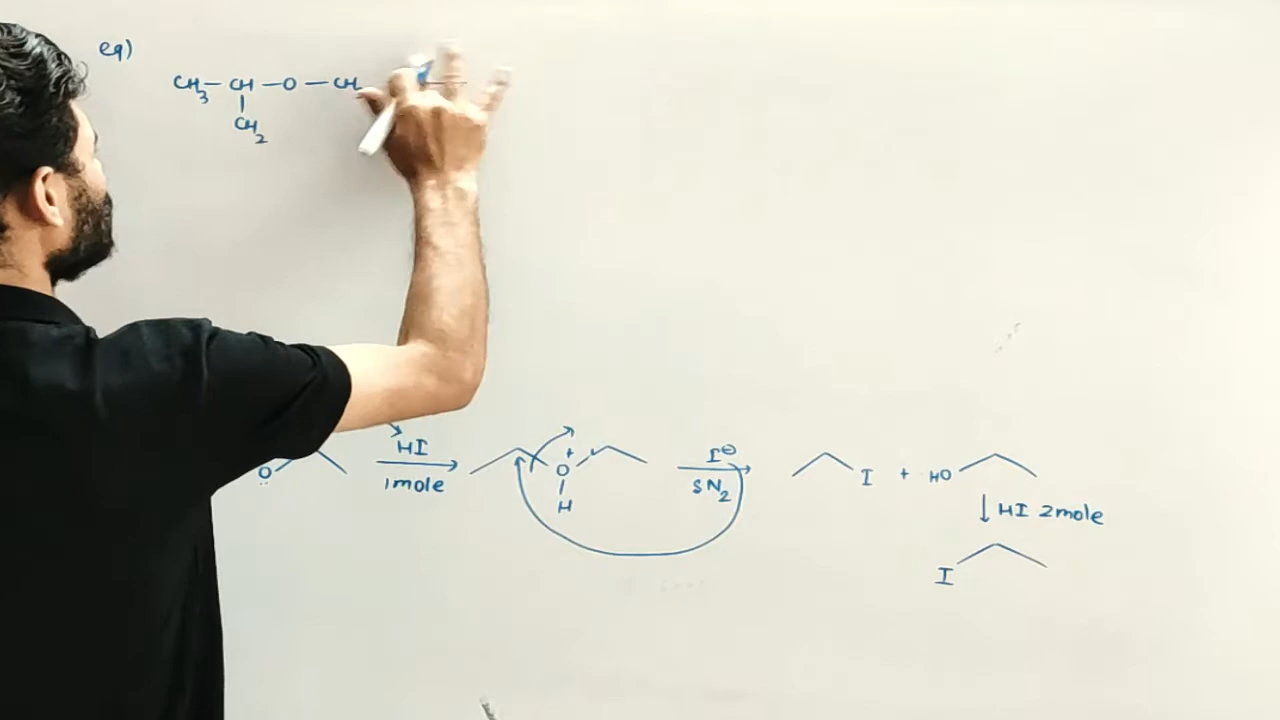 eg)
CH3 — CH — O — CH
CH2
HI
1mole
O
O+
H
I⊖
SN2
I + HO
↓ HI 2mole
I